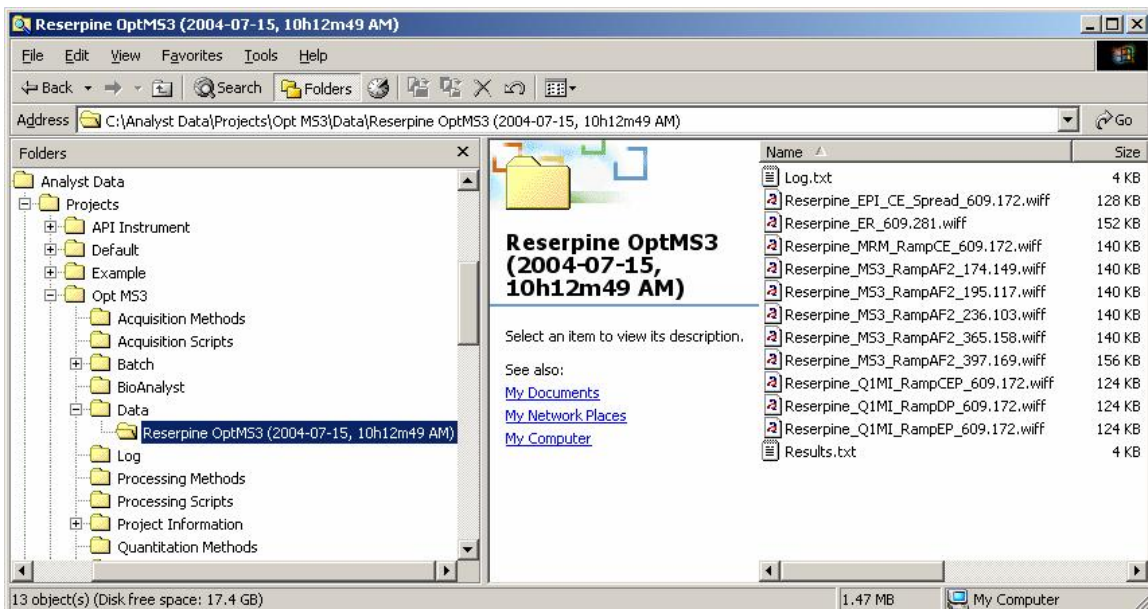 Reserpine OptMS3 (2004-07-15, 10h12m49 AM)
File Edit View Favorites Tools Help
Back Search Folders
Address C:\Analyst Data\Projects\Opt MS3\Data\Reserpine OptMS3 (2004-07-15, 10h12m49 AM) Go
Folders
Analyst Data
Projects
API Instrument
Default
Example
Opt MS3
Acquisition Methods
Acquisition Scripts
Batch
BioAnalyst
Data
Reserpine OptMS3 (2004-07-15, 10h12m49 AM)
Log
Processing Methods
Processing Scripts
Project Information
Quantitation Methods
Reserpine OptMS3
(2004-07-15,
10h12m49 AM)
Select an item to view its description.
See also:
My Documents
My Network Places
My Computer
Name Size
Log.txt 4 KB
Reserpine_EPI_CE_Spread_609.172.wiff 128 KB
Reserpine_ER_609.281.wiff 152 KB
Reserpine_MRM_RampCE_609.172.wiff 140 KB
Reserpine_MS3_RampAF2_174.149.wiff 140 KB
Reserpine_MS3_RampAF2_195.117.wiff 140 KB
Reserpine_MS3_RampAF2_236.103.wiff 140 KB
Reserpine_MS3_RampAF2_365.158.wiff 140 KB
Reserpine_MS3_RampAF2_397.169.wiff 156 KB
Reserpine_Q1MI_RampCEP_609.172.wiff 124 KB
Reserpine_Q1MI_RampDP_609.172.wiff 124 KB
Reserpine_Q1MI_RampEP_609.172.wiff 124 KB
Results.txt 4 KB
13 object(s) (Disk free space: 17.4 GB) 1.47 MB My Computer